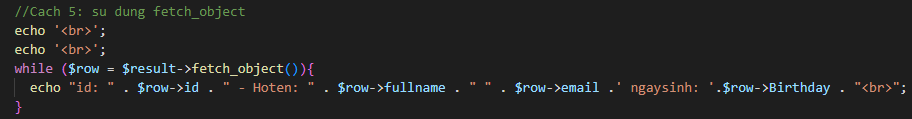 //Cach 5: su dung fetch_object
echo '<br>';
echo '<br>';
while ($row = $result->fetch_object()){
echo "id: " . $row->id . " - Hoten: " . $row->fullname . " " . $row->email .' ngaysinh: '.$row->Birthday . "<br>";
}